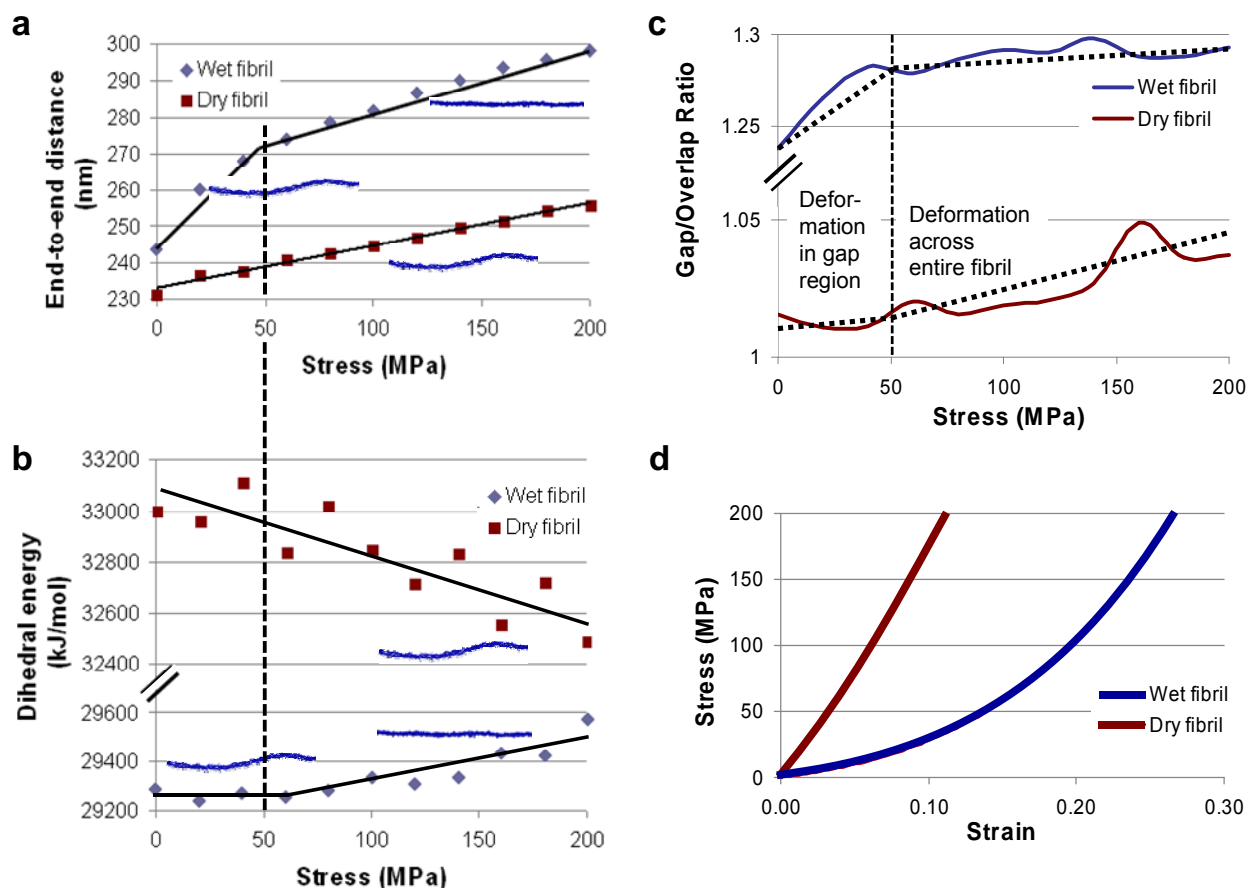 a
300
290
280
270
260
250
240
230
0
50
100
150
200
End-to-end distance
(nm)
Wet fibril
Dry fibril
Stress (MPa)
b
33200
33000
32800
32600
32400
29600
29400
29200
0
50
100
150
200
Dihedral energy
(kJ/mol)
Wet fibril
Dry fibril
Stress (MPa)
c
1.3
1.25
1.05
1
0
50
100
150
200
Gap/Overlap Ratio
Wet fibril
Dry fibril
Defor-
mation
in gap
region
Deformation
across
entire fibril
Stress (MPa)
d
200
150
100
50
0
0.00
0.10
0.20
0.30
Stress (MPa)
Wet fibril
Dry fibril
Strain